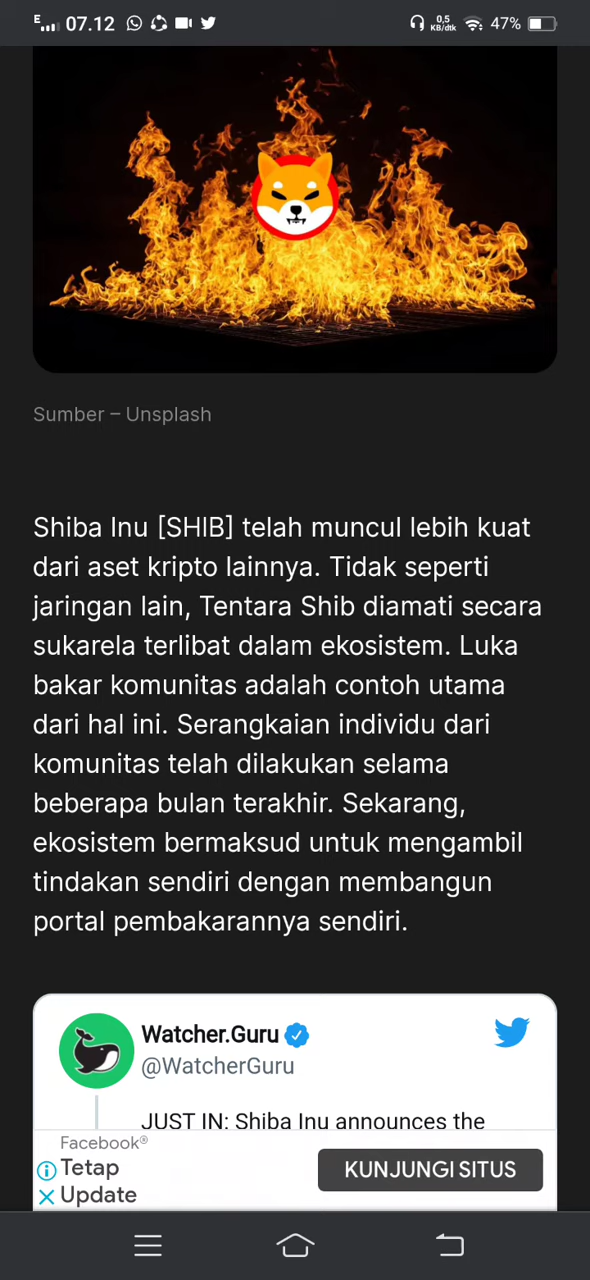 E 07.12 0,5 KB/dtk 47%
Sumber – Unsplash
Shiba Inu [SHIB] telah muncul lebih kuat
dari aset kripto lainnya. Tidak seperti
jaringan lain, Tentara Shib diamati secara
sukarela terlibat dalam ekosistem. Luka
bakar komunitas adalah contoh utama
dari hal ini. Serangkaian individu dari
komunitas telah dilakukan selama
beberapa bulan terakhir. Sekarang,
ekosistem bermaksud untuk mengambil
tindakan sendiri dengan membangun
portal pembakarannya sendiri.
Watcher.Guru
@WatcherGuru
JUST IN: Shiba Inu announces the
Facebook®
Tetap
Update
KUNJUNGI SITUS